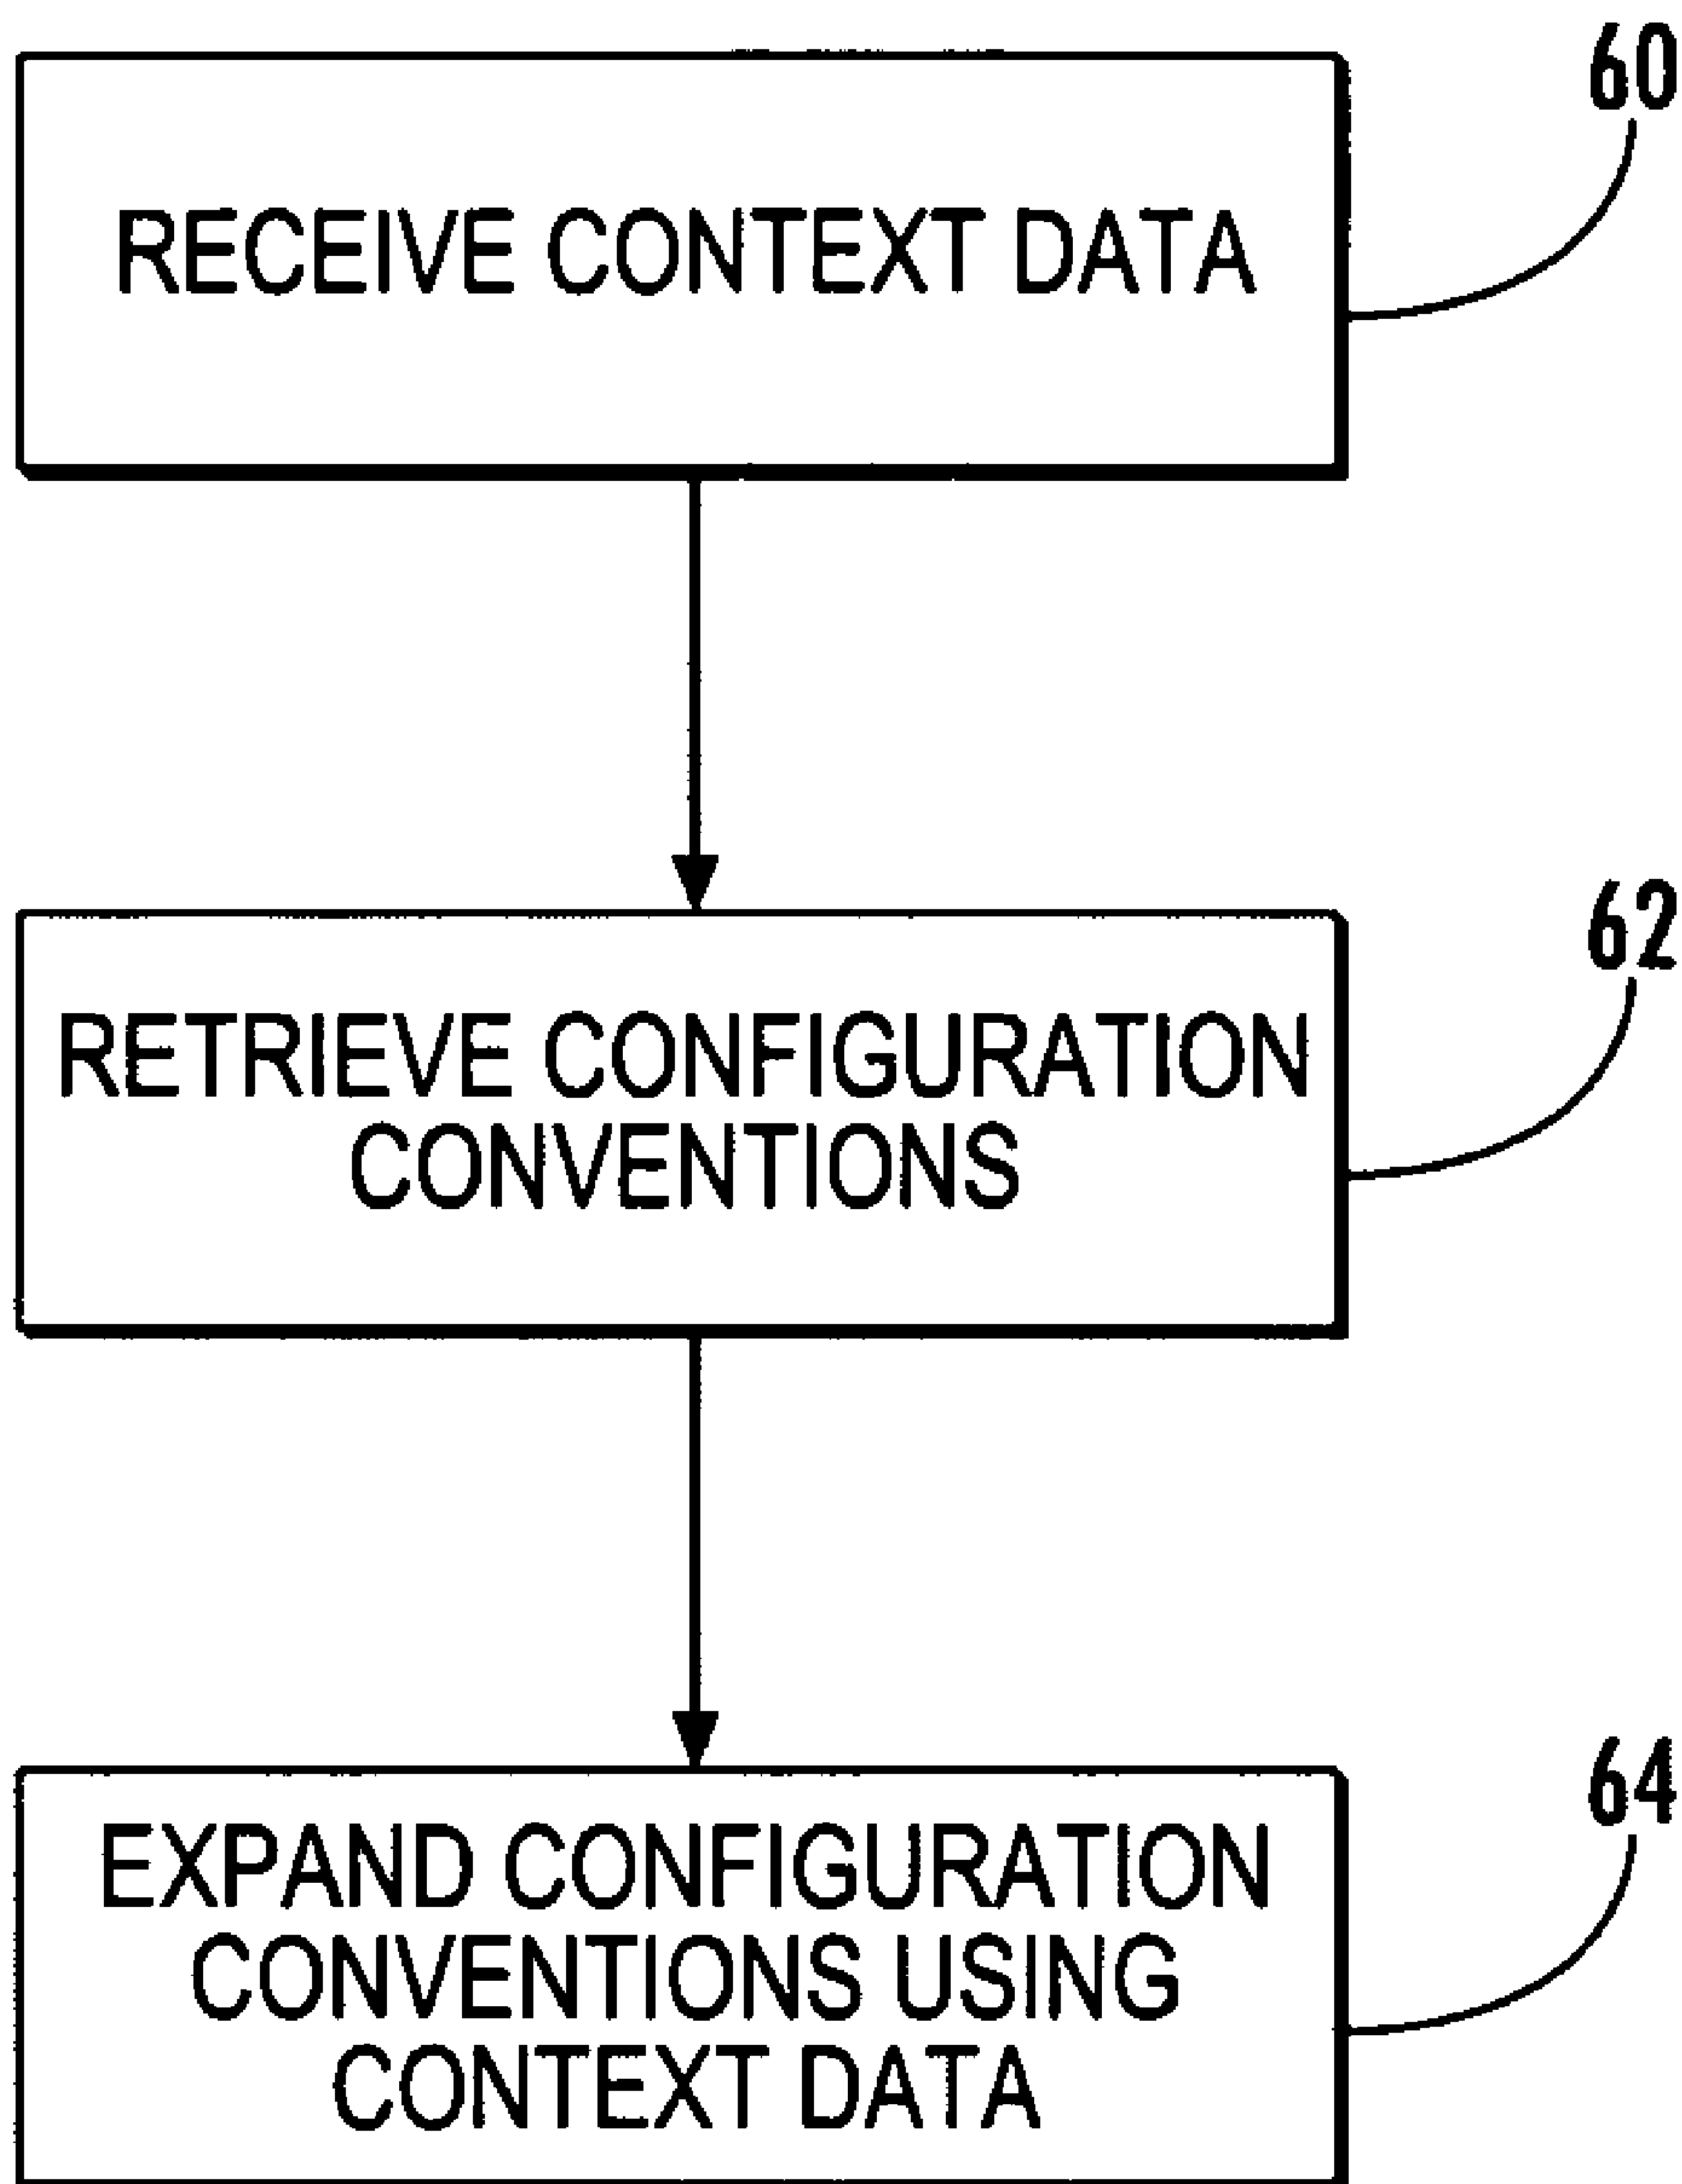 60
RECEIVE CONTEXT DATA
62
RETRIEVE CONFIGURATION
CONVENTIONS
64
EXPAND CONFIGURATION
CONVENTIONS USING
CONTEXT DATA